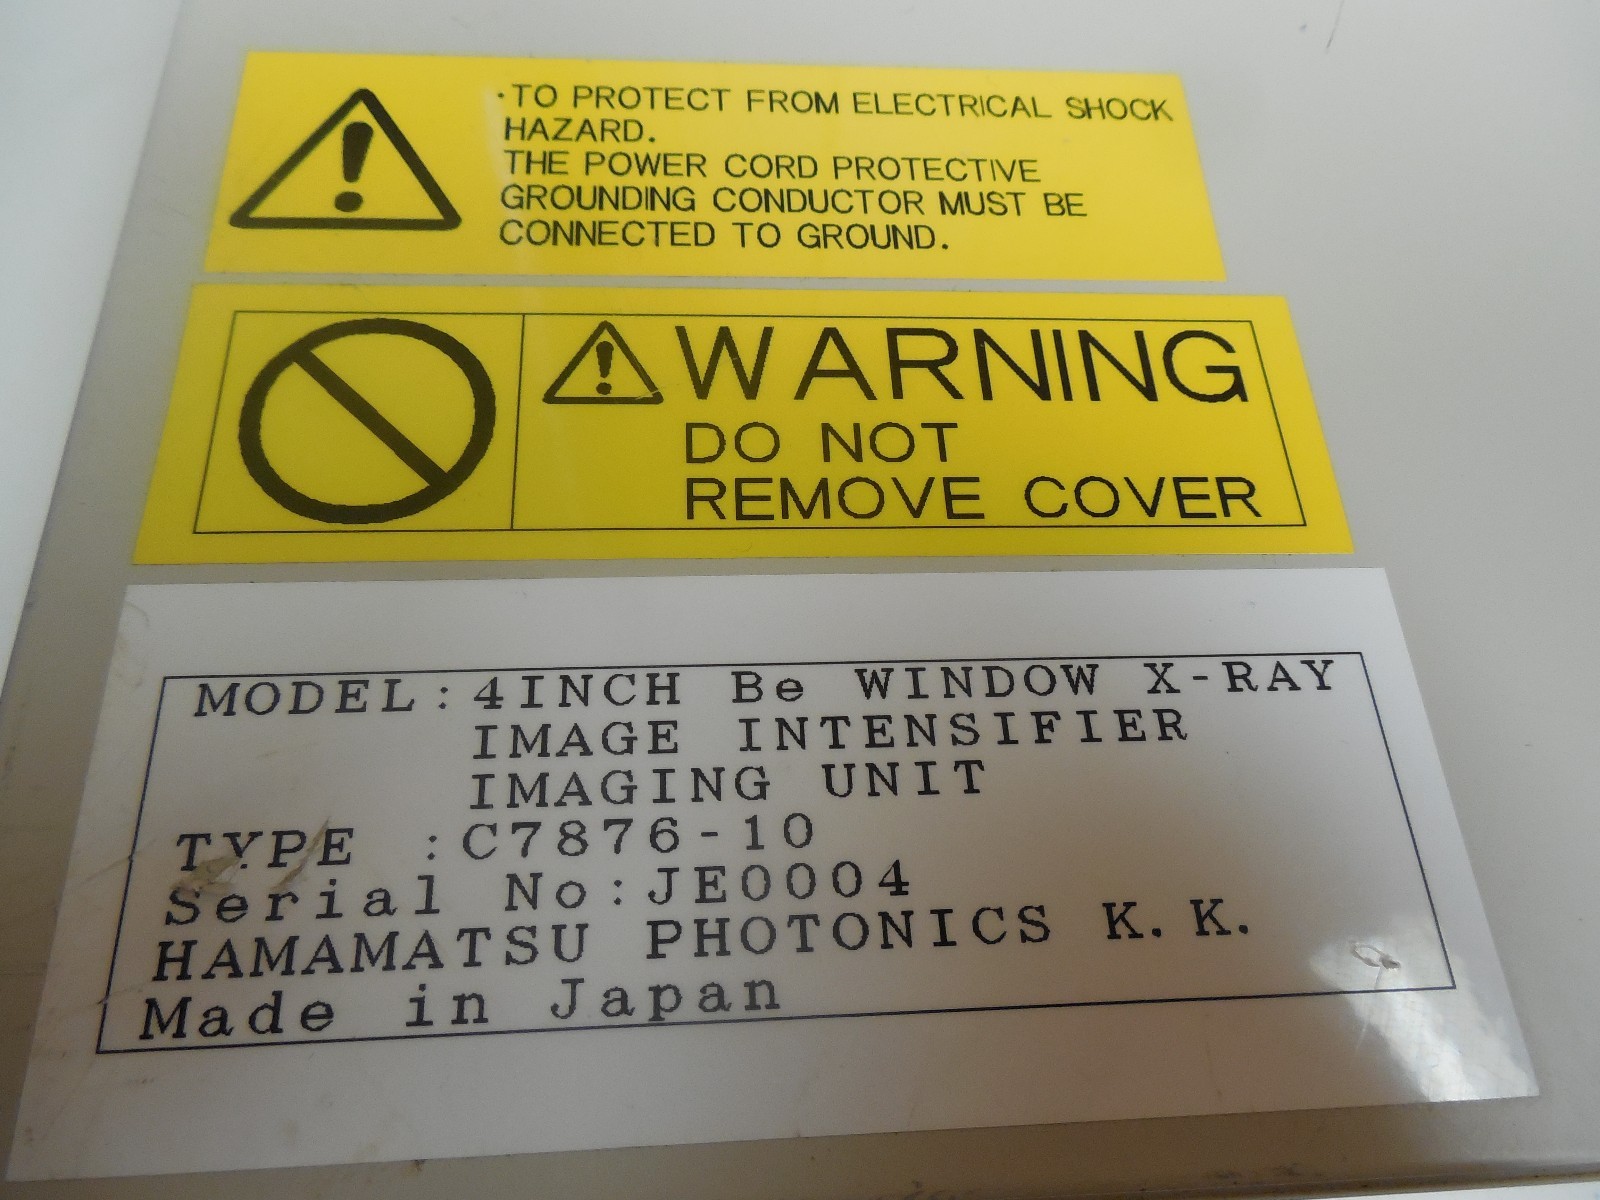 ·TO PROTECT FROM ELECTRICAL SHOCK
HAZARD.
THE POWER CORD PROTECTIVE
GROUNDING CONDUCTOR MUST BE
CONNECTED TO GROUND.
WARNING
DO NOT
REMOVE COVER
MODEL:4INCH Be WINDOW X-RAY
IMAGE INTENSIFIER
IMAGING UNIT
TYPE :C7876-10
Serial No:JE0004
HAMAMATSU PHOTONICS K.K.
Made in Japan